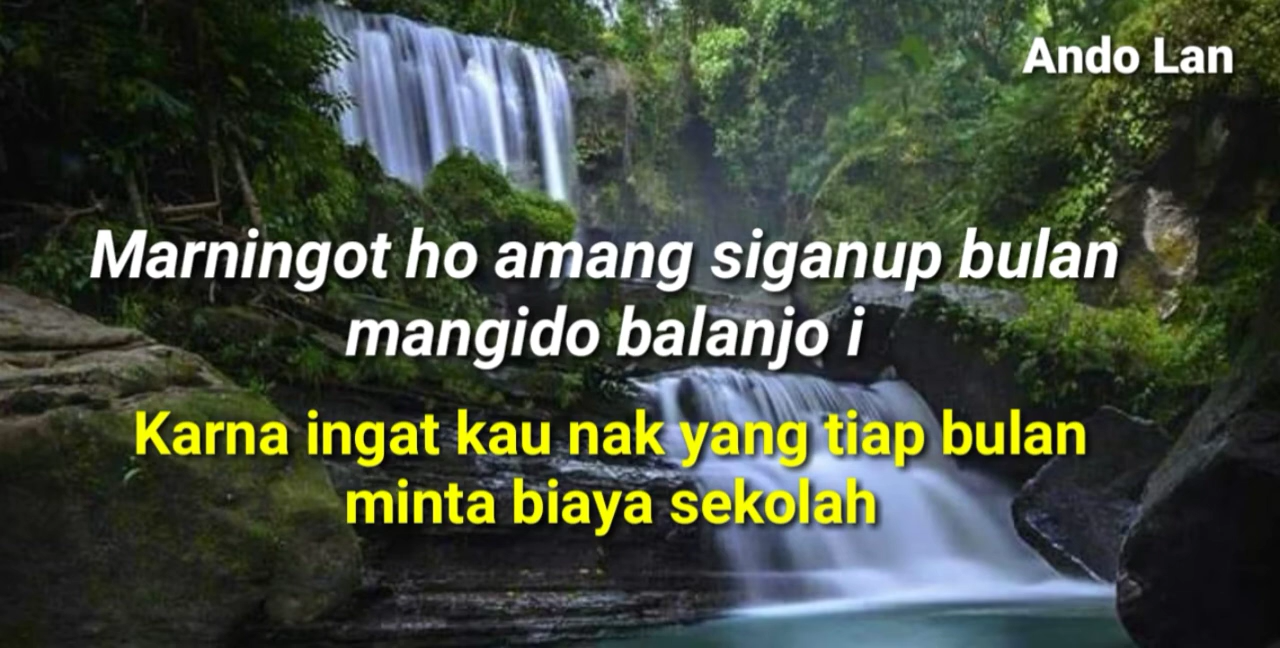 Ando Lan
Marningot ho amang siganup bulan
mangido balanjo i
Karna ingat kau nak yang tiap bulan
minta biaya sekolah